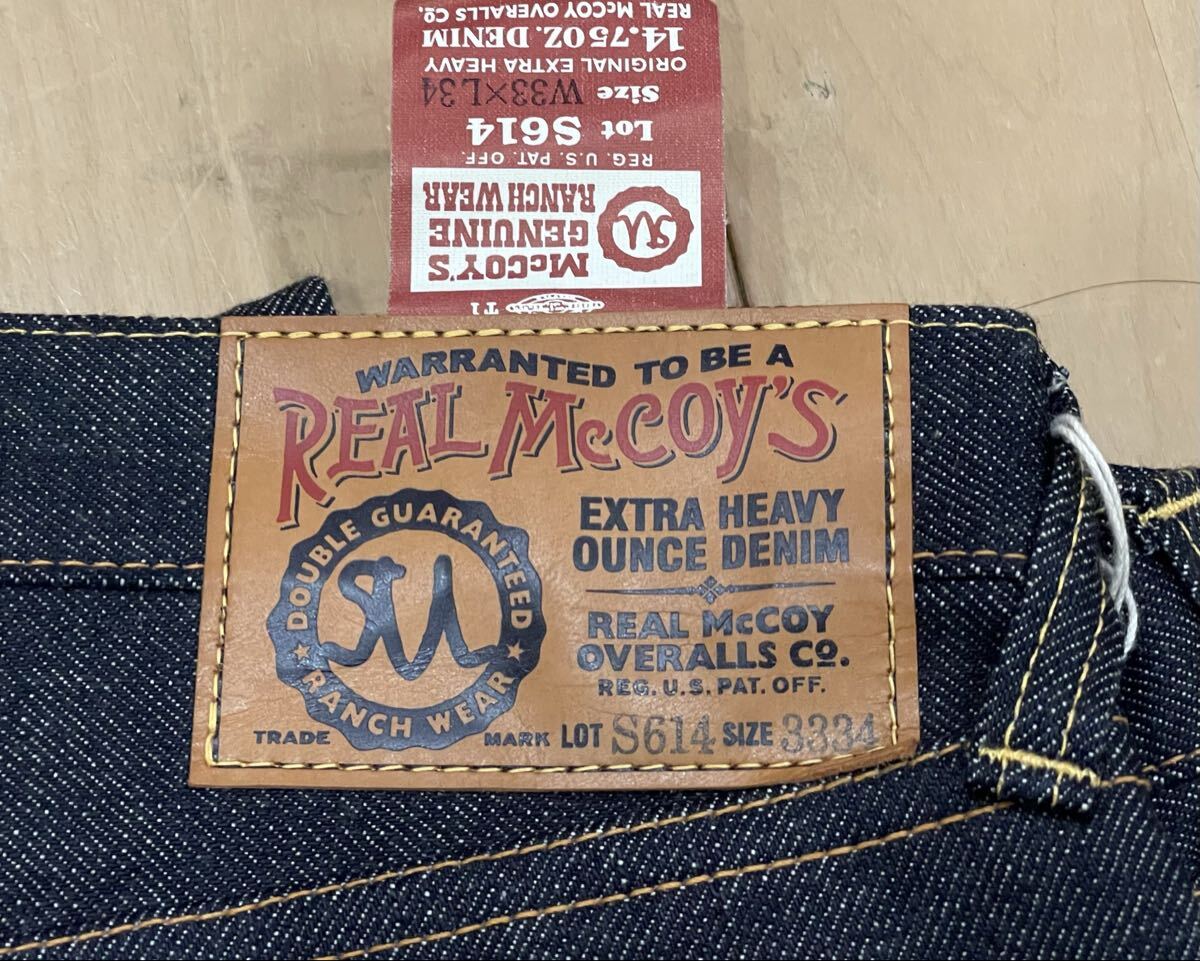 REAL McCOY OVERALLS Co.
14.75 OZ. DENIM
ORIGINAL EXTRA HEAVY
Size W33×L34
Lot S614
REG. U.S. PAT. OFF.
McCOY'S
GENUINE
RANCH WEAR
WARRANTED TO BE A
REAL McCOY'S
DOUBLE GUARANTEED
RANCH WEAR
EXTRA HEAVY
OUNCE DENIM
REAL McCOY
OVERALLS Co.
REG. U.S. PAT. OFF.
TRADE MARK LOT S614 SIZE 3334